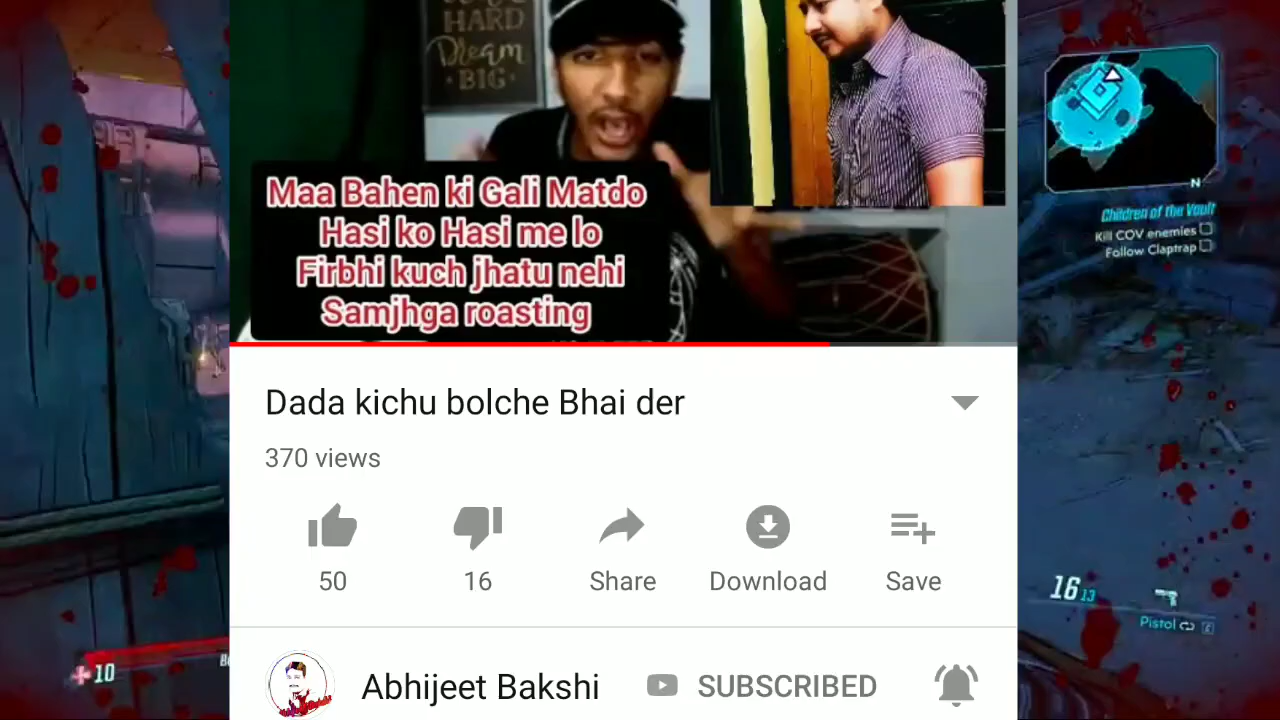 HARD
Dream
BIG
Maa Bahen ki Gali Matdo
Hasi ko Hasi me lo
Firbhi kuch jhatu nehi
Samjhga roasting
Dada kichu bolche Bhai der
370 views
50
16
Share
Download
Save
Abhijeet Bakshi
SUBSCRIBED
N
Children of the Vault
Kill COV enemies
Follow Claptrap
16 13
Pistol
10